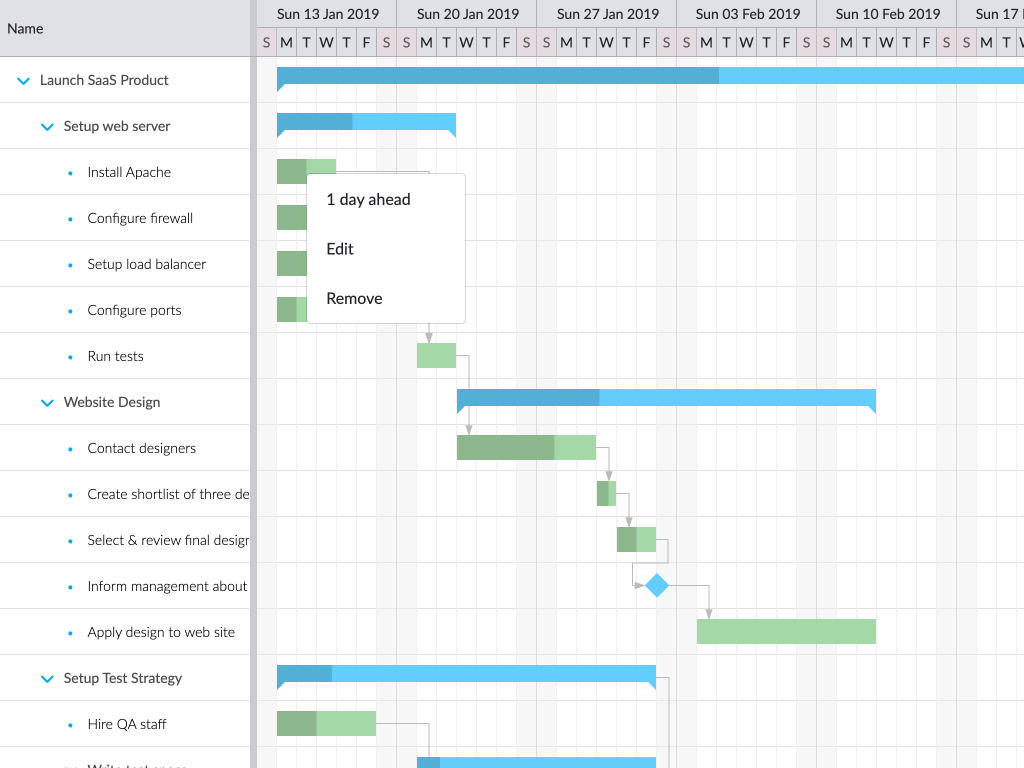 Name
Sun 13 Jan 2019 Sun 20 Jan 2019 Sun 27 Jan 2019 Sun 03 Feb 2019 Sun 10 Feb 2019 Sun 17
S M T W T F S S M T W T F S S M T W T F S S M T W T F S S M T W T F S S M T
Launch SaaS Product
Setup web server
Install Apache
1 day ahead
Configure firewall
Edit
Setup load balancer
Remove
Configure ports
Run tests
Website Design
Contact designers
Create shortlist of three de
Select & review final design
Inform management about
Apply design to web site
Setup Test Strategy
Hire QA staff